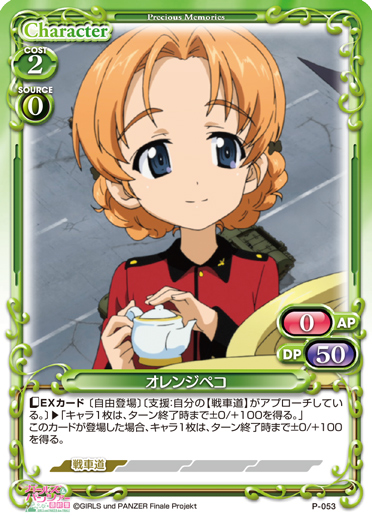 Precious Memories
Character
COST
2
SOURCE
0
0 AP
DP 50
オレンジペコ
EXカード 〔自由登場〕〔支援:自分の【戦車道】がアプローチしている。〕▶「キャラ1枚は、ターン終了時まで±0/+100を得る。」
このカードが登場した場合、キャラ1枚は、ターン終了時まで±0/+100を得る。
戦車道
©GIRLS und PANZER Finale Projekt
P-053